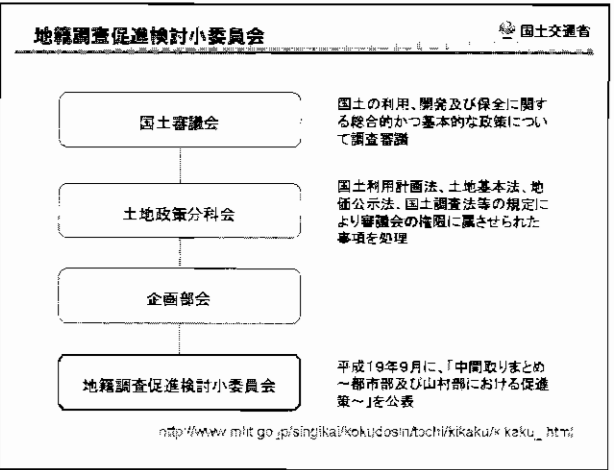 地籍調査促進検討小委員会
国土交通省
国土審議会
国土の利用、開発及び保全に関す
る総合的かつ基本的な政策につい
て調査審議
土地政策分科会
国土利用計画法、土地基本法、地
価公示法、国土調査法等の規定に
より審議会の権限に属させられた
事項を処理
企画部会
地籍調査促進検討小委員会
平成19年9月に、「中間取りまとめ
～都市部及び山村部における促進
策～」を公表